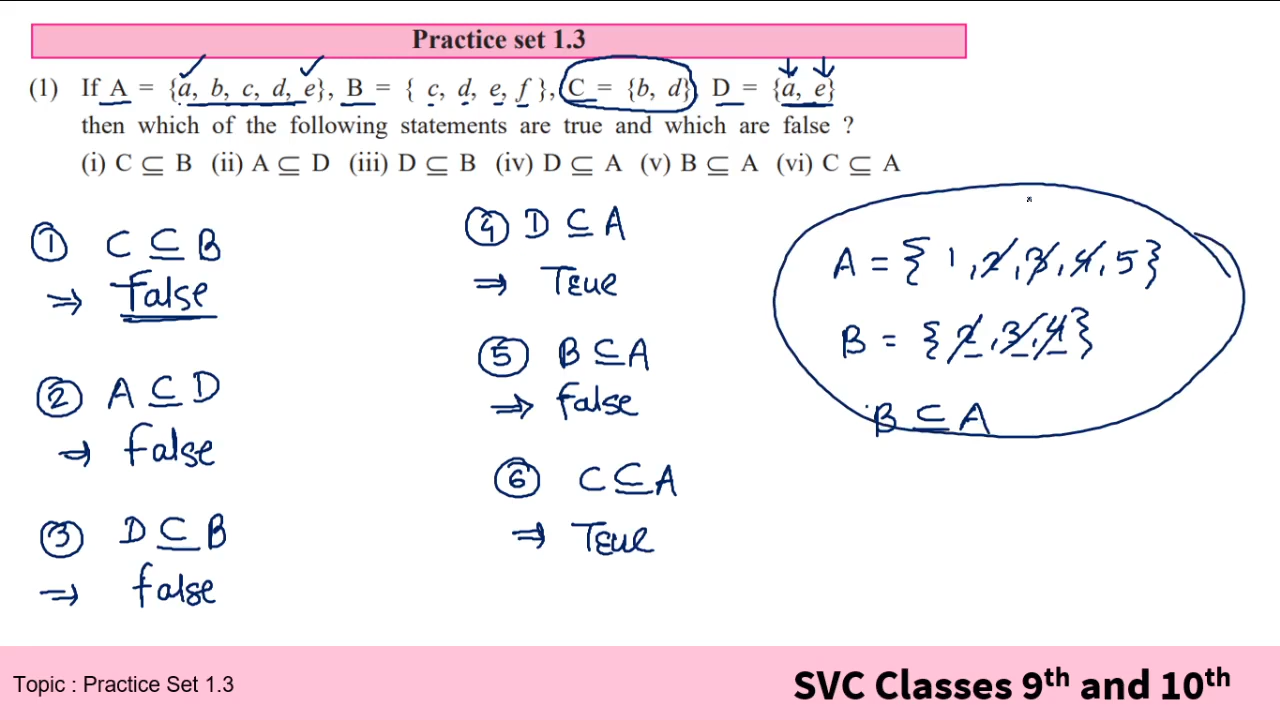 Practice set 1.3
(1) If A = {a, b, c, d, e}, B = { c, d, e, f }, C = {b, d}, D = {a, e}
then which of the following statements are true and which are false ?
(i) C ⊆ B (ii) A ⊆ D (iii) D ⊆ B (iv) D ⊆ A (v) B ⊆ A (vi) C ⊆ A
① C ⊆ B
⇒ False
② A ⊆ D
⇒ False
③ D ⊆ B
⇒ false
④ D ⊆ A
⇒ True
⑤ B ⊆ A
⇒ false
⑥ C ⊆ A
⇒ True
A = { 1, 2, 3, 4, 5 }
B = { 2, 3, 4 }
B ⊆ A
Topic : Practice Set 1.3
SVC Classes 9th and 10th